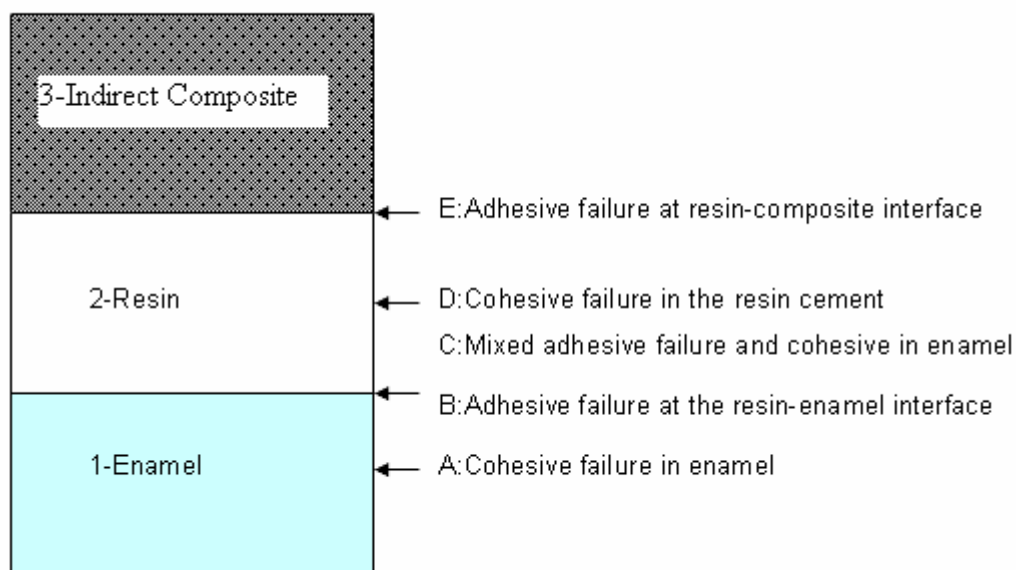 3-Indirect Composite
E:Adhesive failure at resin-composite interface
2-Resin
D:Cohesive failure in the resin cement
C:Mixed adhesive failure and cohesive in enamel
B:Adhesive failure at the resin-enamel interface
1-Enamel
A:Cohesive failure in enamel